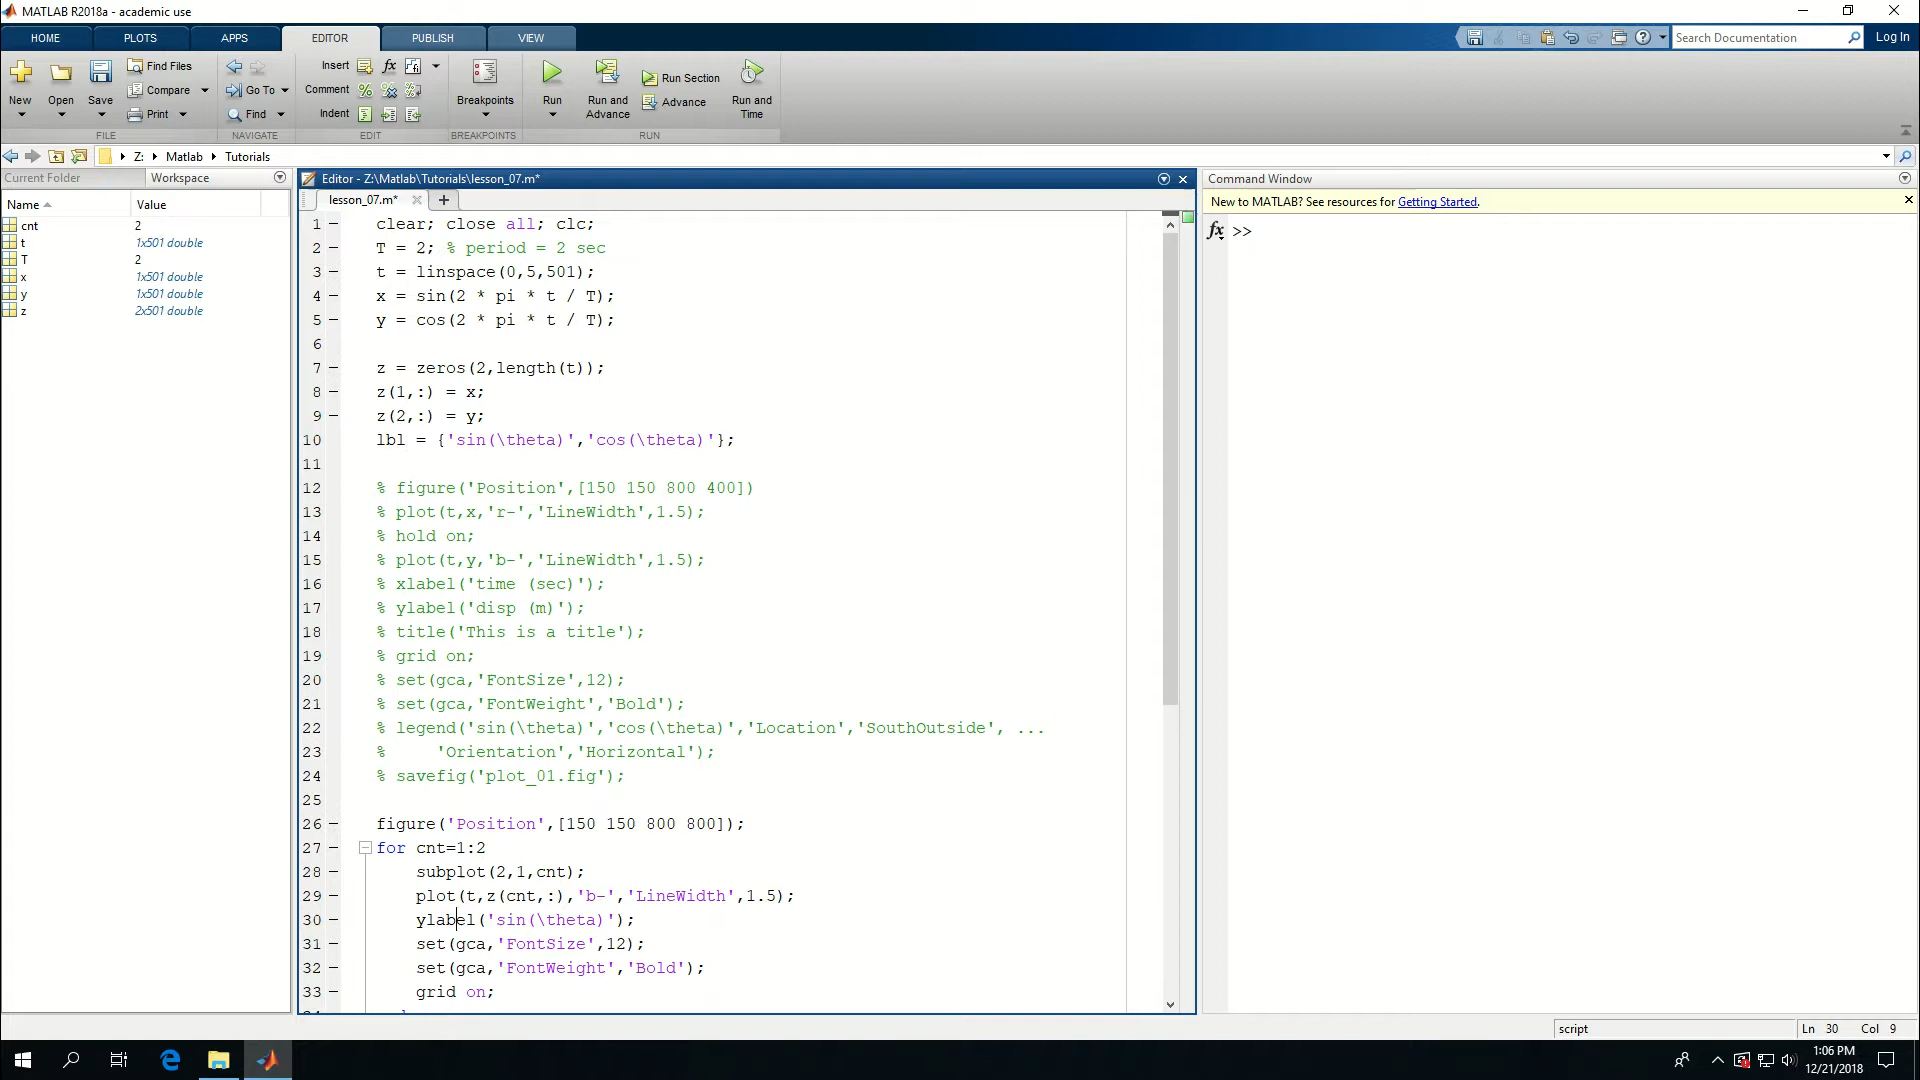 MATLAB R2018a - academic use
HOME PLOTS APPS EDITOR PUBLISH VIEW Search Documentation Log In
Find Files Insert fx Run Section
Compare Go To Comment
New Open Save Breakpoints Run Run and Advance Advance Run and Time
Print Find Indent
FILE NAVIGATE EDIT BREAKPOINTS RUN
Z: Matlab Tutorials
Current Folder Workspace
Name Value
cnt 2
t 1x501 double
T 2
x 1x501 double
y 1x501 double
z 2x501 double
Editor - Z:\Matlab\Tutorials\lesson_07.m*
lesson_07.m* +
1 clear; close all; clc;
2 T = 2; % period = 2 sec
3 t = linspace(0,5,501);
4 x = sin(2 * pi * t / T);
5 y = cos(2 * pi * t / T);
6
7 z = zeros(2,length(t));
8 z(1,:) = x;
9 z(2,:) = y;
10 lbl = {'sin(\theta)','cos(\theta)'};
11
12 % figure('Position',[150 150 800 400])
13 % plot(t,x,'r-','LineWidth',1.5);
14 % hold on;
15 % plot(t,y,'b-','LineWidth',1.5);
16 % xlabel('time (sec)');
17 % ylabel('disp (m)');
18 % title('This is a title');
19 % grid on;
20 % set(gca,'FontSize',12);
21 % set(gca,'FontWeight','Bold');
22 % legend('sin(\theta)','cos(\theta)','Location','SouthOutside', ...
23 % 'Orientation','Horizontal');
24 % savefig('plot_01.fig');
25
26 figure('Position',[150 150 800 800]);
27 for cnt=1:2
28 subplot(2,1,cnt);
29 plot(t,z(cnt,:),'b-','LineWidth',1.5);
30 ylabel('sin(\theta)');
31 set(gca,'FontSize',12);
32 set(gca,'FontWeight','Bold');
33 grid on;
Command Window
New to MATLAB? See resources for Getting Started.
fx >>
script Ln 30 Col 9
1:06 PM
12/21/2018